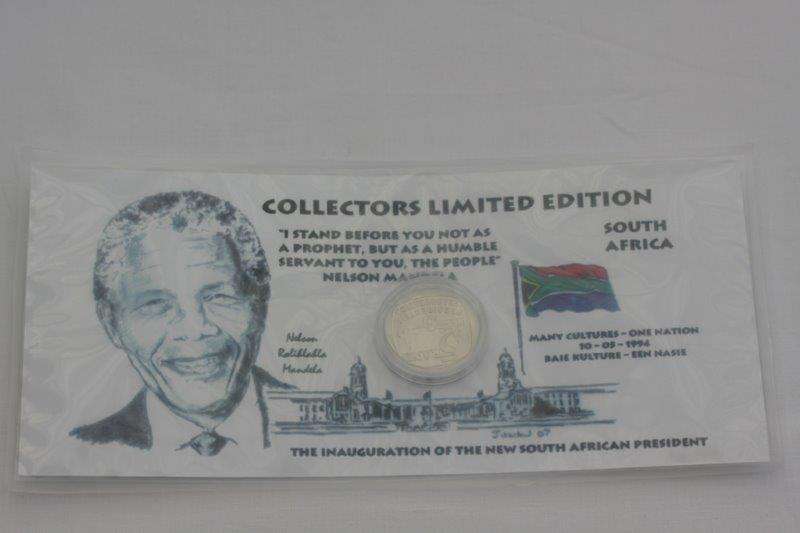 COLLECTORS LIMITED EDITION
"I STAND BEFORE YOU NOT AS
A PROPHET, BUT AS A HUMBLE
SERVANT TO YOU, THE PEOPLE"
NELSON MANDELA
SOUTH
AFRICA
Nelson
Rolihlahla
Mandela
MANY CULTURES - ONE NATION
10 - 05 - 1994
BAIE KULTURE - EEN NASIE
THE INAUGURATION OF THE NEW SOUTH AFRICAN PRESIDENT